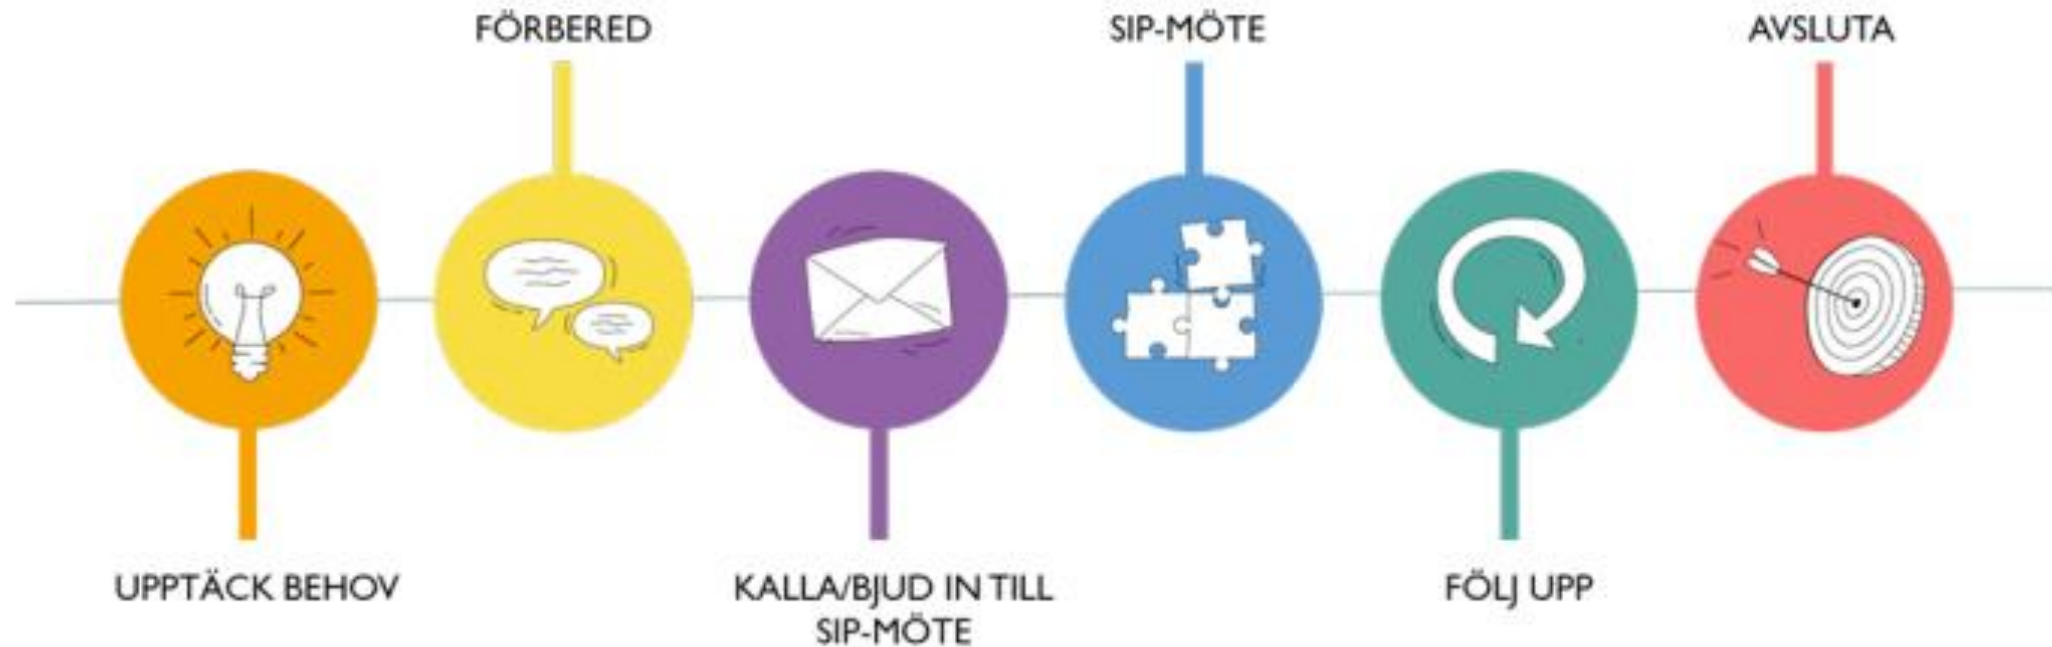 UPPTÄCK BEHOV
FÖRBERED
KALLA/BJUD IN TILL
SIP-MÖTE
SIP-MÖTE
FÖLJ UPP
AVSLUTA